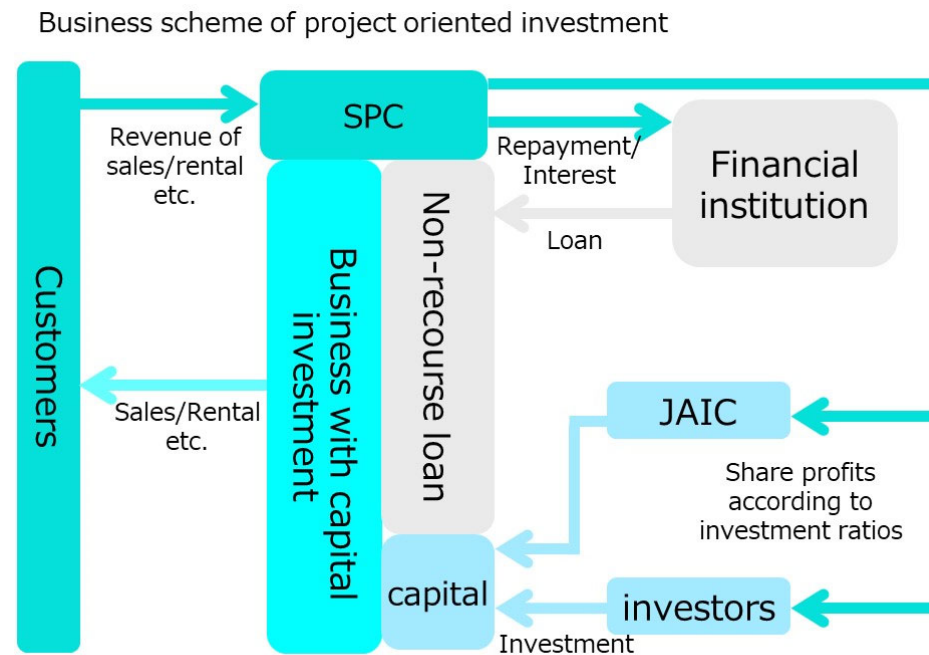 Business scheme of project oriented investment
SPC
Revenue of
sales/rental
etc.
Repayment/
Interest
Financial
institution
Loan
Customers
Business with capital
investment
Non-recourse loan
Sales/Rental
etc.
JAIC
Share profits
according to
investment ratios
capital
investors
Investment